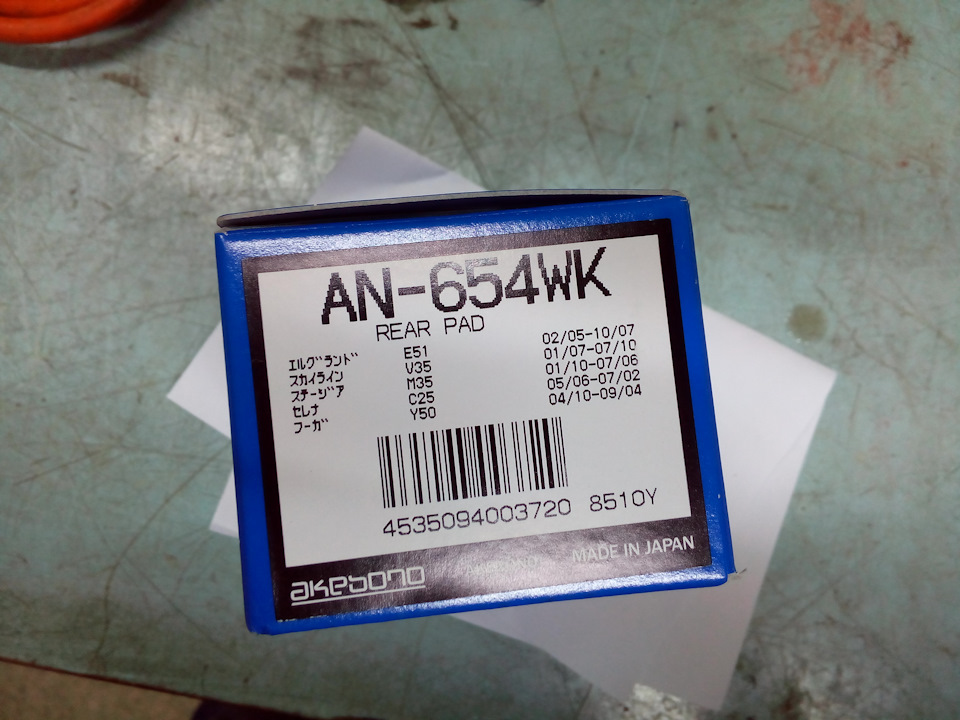 AN-654WK
REAR PAD
ｴﾙｸﾞﾗﾝﾄﾞ E51 02/05-10/07
ｽｶｲﾗｲﾝ V35 01/07-07/10
ｽﾃｰｼﾞｱ M35 01/10-07/06
ｾﾚﾅ C25 05/06-07/02
ﾌｰｶﾞ Y50 04/10-09/04
4535094003720 8510Y
akebono MADE IN JAPAN